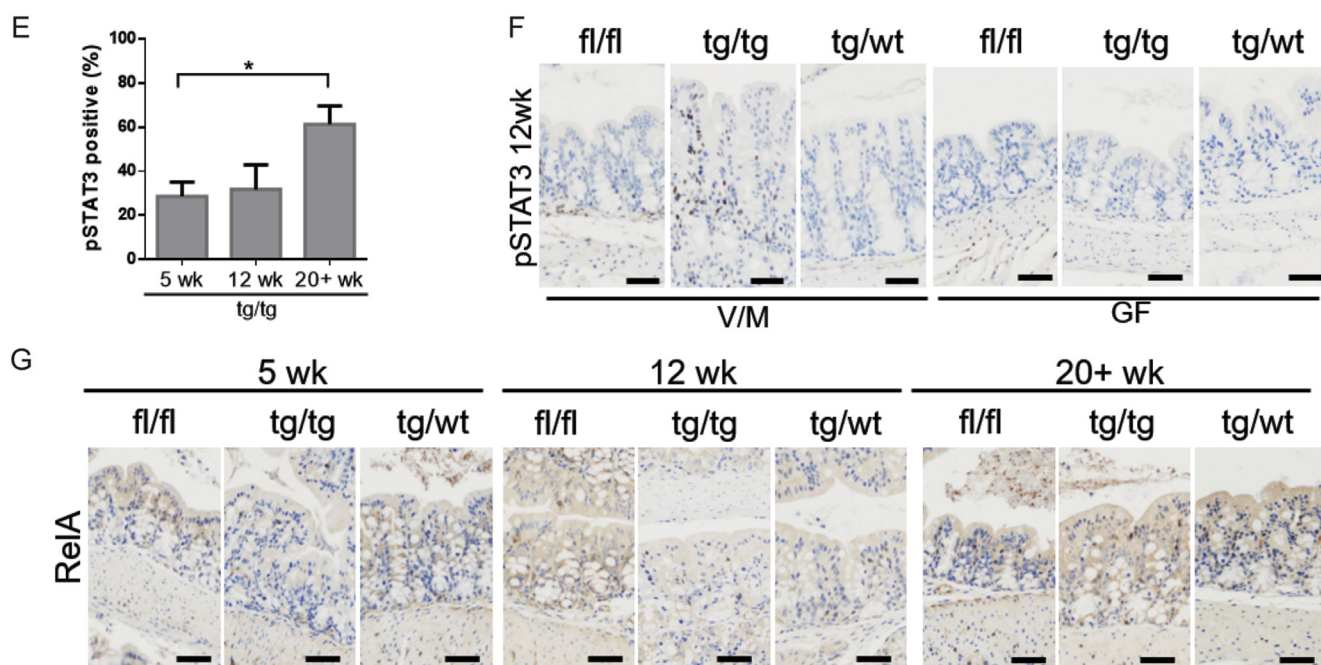 E
pSTAT3 positive (%)
100
80
60
40
20
0
*
5 wk 12 wk 20+ wk
tg/tg
F
fl/fl tg/tg tg/wt fl/fl tg/tg tg/wt
pSTAT3 12wk
V/M GF
G
5 wk 12 wk 20+ wk
fl/fl tg/tg tg/wt fl/fl tg/tg tg/wt fl/fl tg/tg tg/wt
RelA